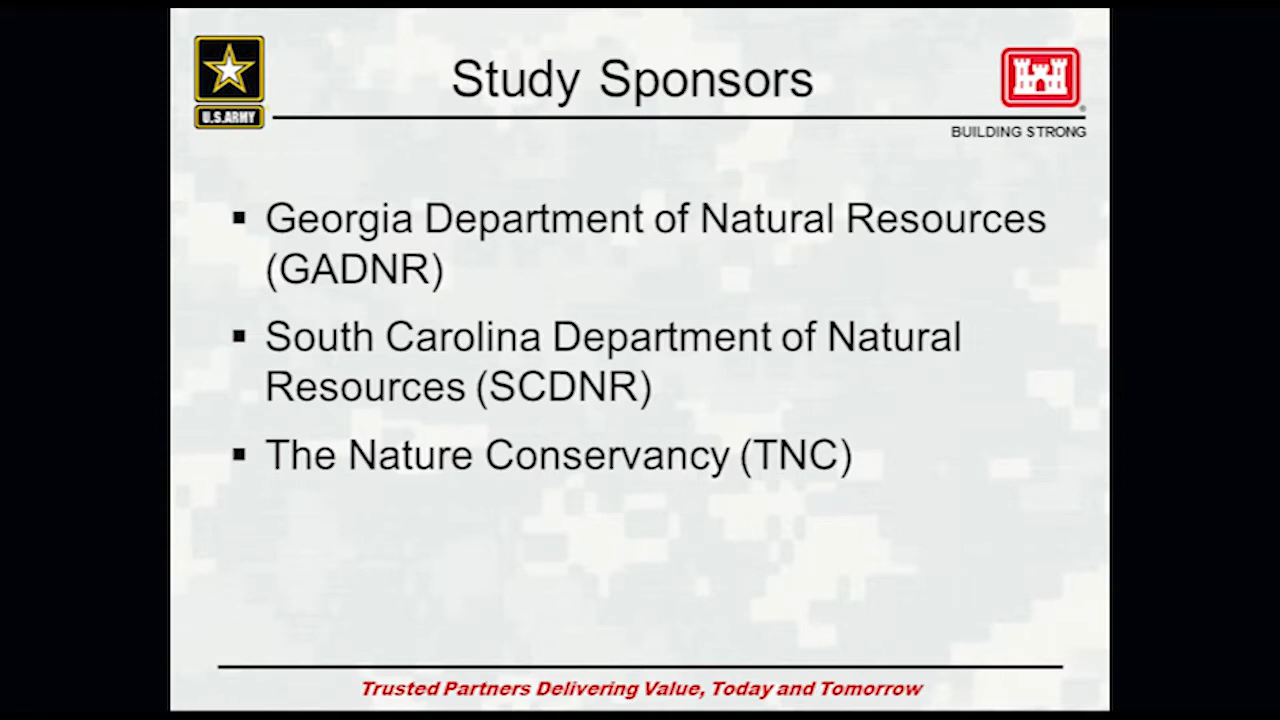 Study Sponsors
U.S.ARMY
®
BUILDING STRONG
▪ Georgia Department of Natural Resources
(GADNR)
▪ South Carolina Department of Natural
Resources (SCDNR)
▪ The Nature Conservancy (TNC)
Trusted Partners Delivering Value, Today and Tomorrow